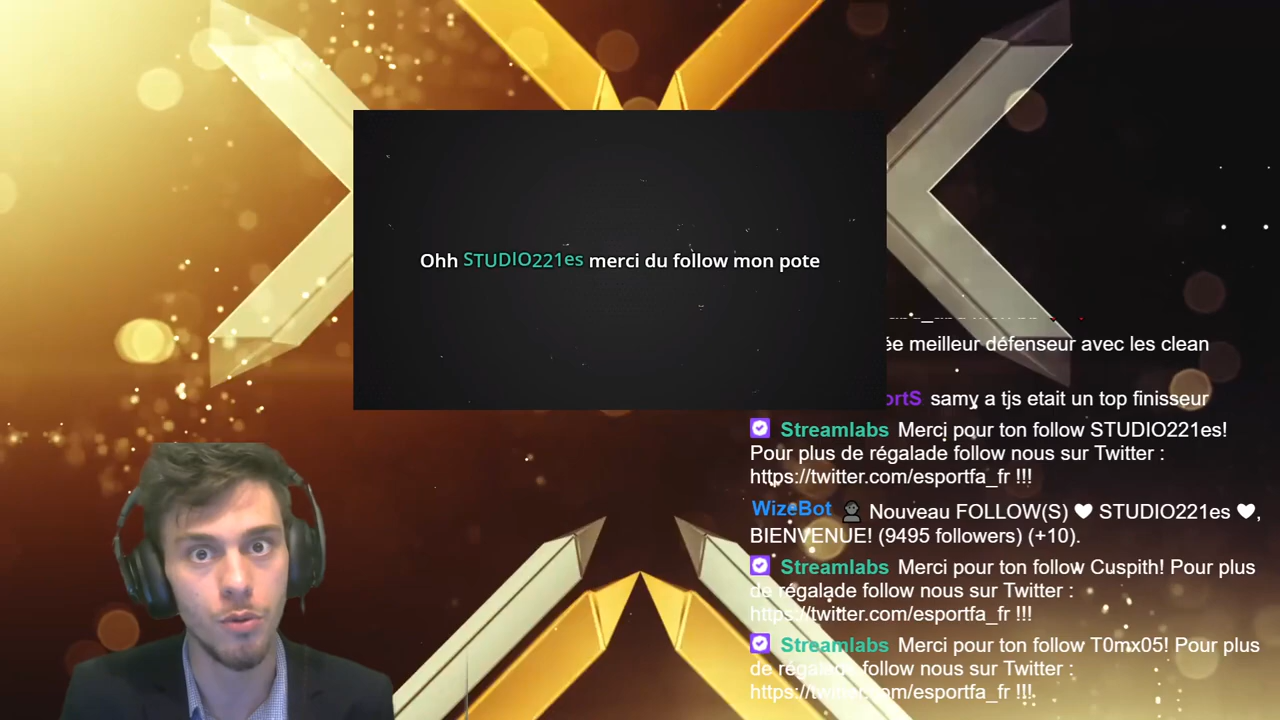 Ohh STUDIO221es merci du follow mon pote
ée meilleur défenseur avec les clean
ortS samy a tjs etait un top finisseur
Streamlabs Merci pour ton follow STUDIO221es!
Pour plus de régalade follow nous sur Twitter :
https://twitter.com/esportfa_fr !!!
WizeBot Nouveau FOLLOW(S) ♥ STUDIO221es ♥,
BIENVENUE! (9495 followers) (+10).
Streamlabs Merci pour ton follow Cuspith! Pour plus
de régalade follow nous sur Twitter :
https://twitter.com/esportfa_fr !!!
Streamlabs Merci pour ton follow T0mx05! Pour plus
de régalade follow nous sur Twitter :
https://twitter.com/esportfa_fr !!!